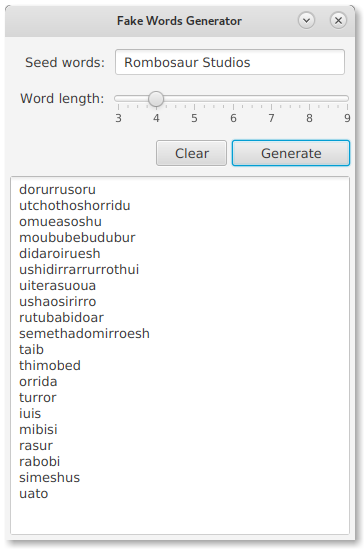 Fake Words Generator
Seed words: Rombosaur Studios
Word length:
3 4 5 6 7 8 9
Clear Generate
dorurrusoru
utchothoshorridu
omueasoshu
moububebudubur
didaroiruesh
ushidirrarrurrothui
uiterasuoua
ushaosirirro
rutubabidoar
semethadomirroesh
taib
thimobed
orrida
turror
iuis
mibisi
rasur
rabobi
simeshus
uato